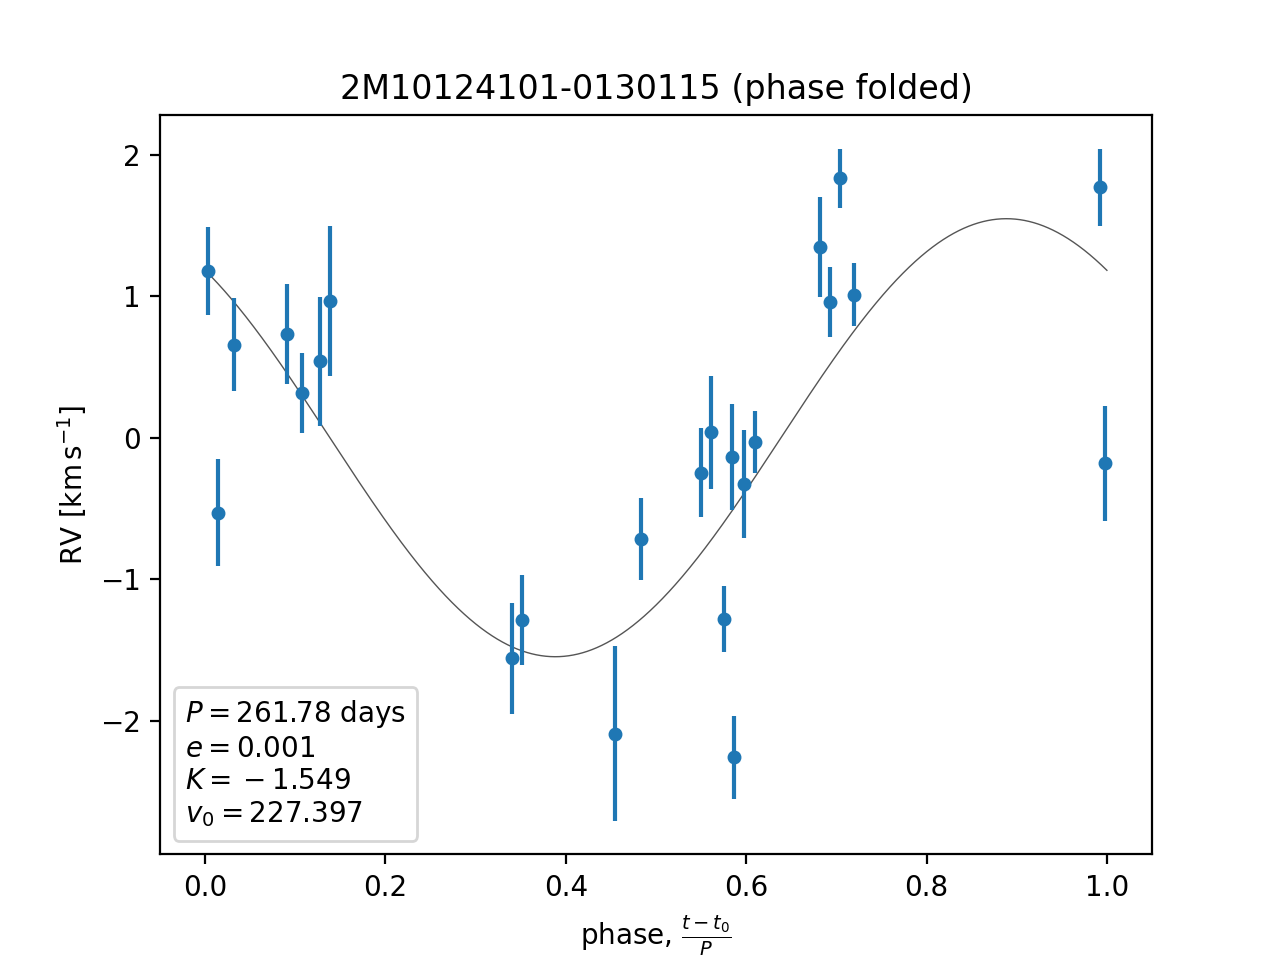 2M10124101-0130115 (phase folded)
2
1
0
−1
−2
RV [km s⁻¹]
P = 261.78 days
e = 0.001
K = −1.549
v₀ = 227.397
0.0 0.2 0.4 0.6 0.8 1.0
phase, (t − t₀)/P